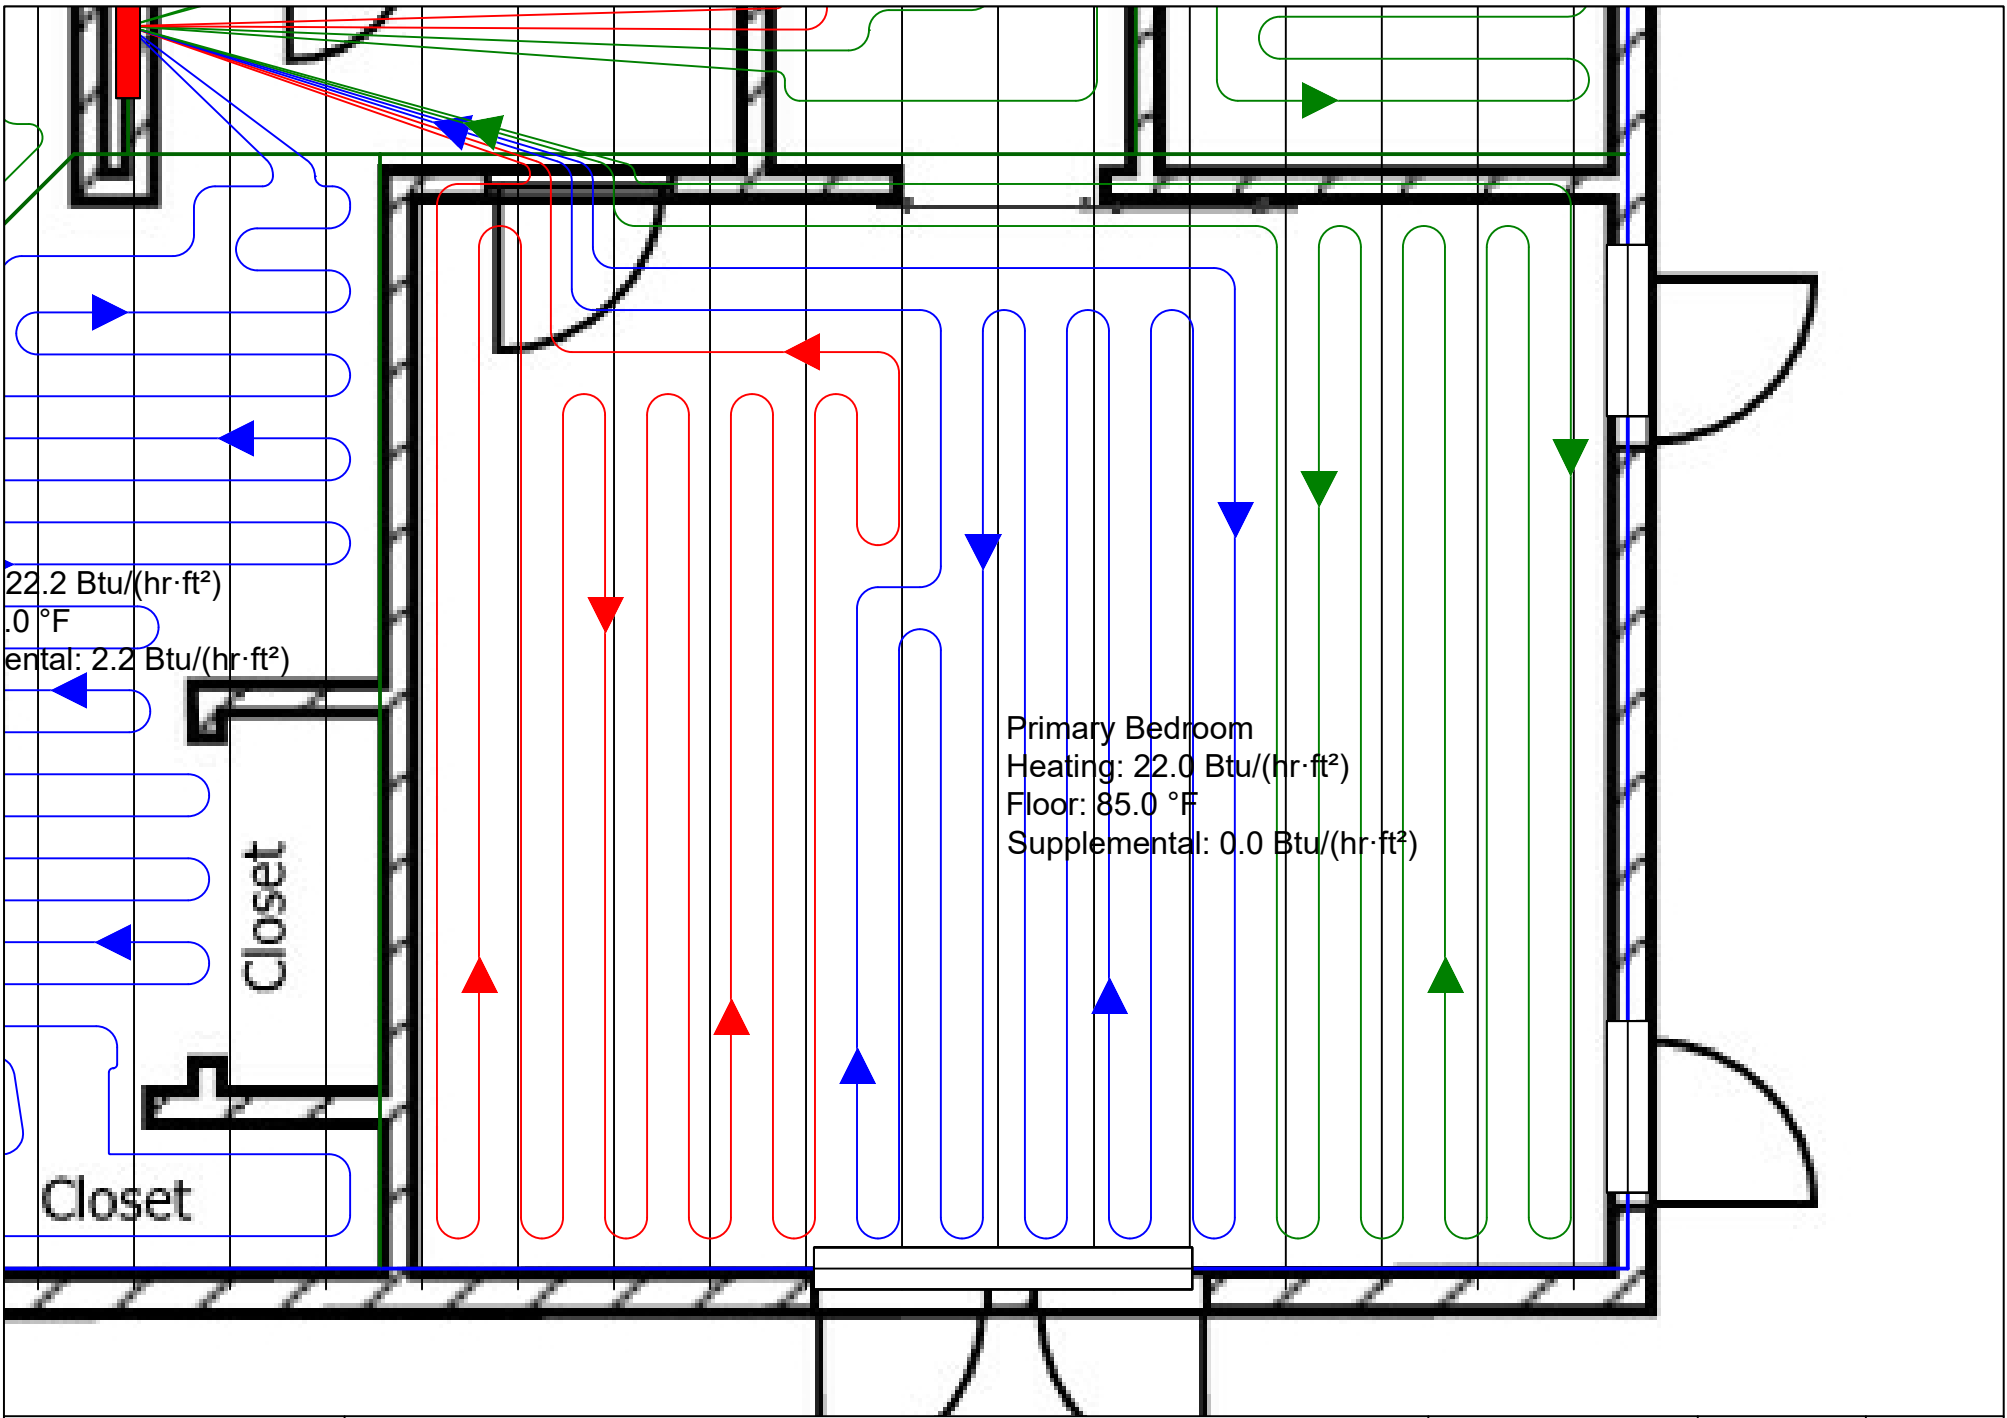 22.2 Btu/(hr·ft²)
.0 °F
ental: 2.2 Btu/(hr·ft²)
Primary Bedroom
Heating: 22.0 Btu/(hr·ft²)
Floor: 85.0 °F
Supplemental: 0.0 Btu/(hr·ft²)
Closet
Closet